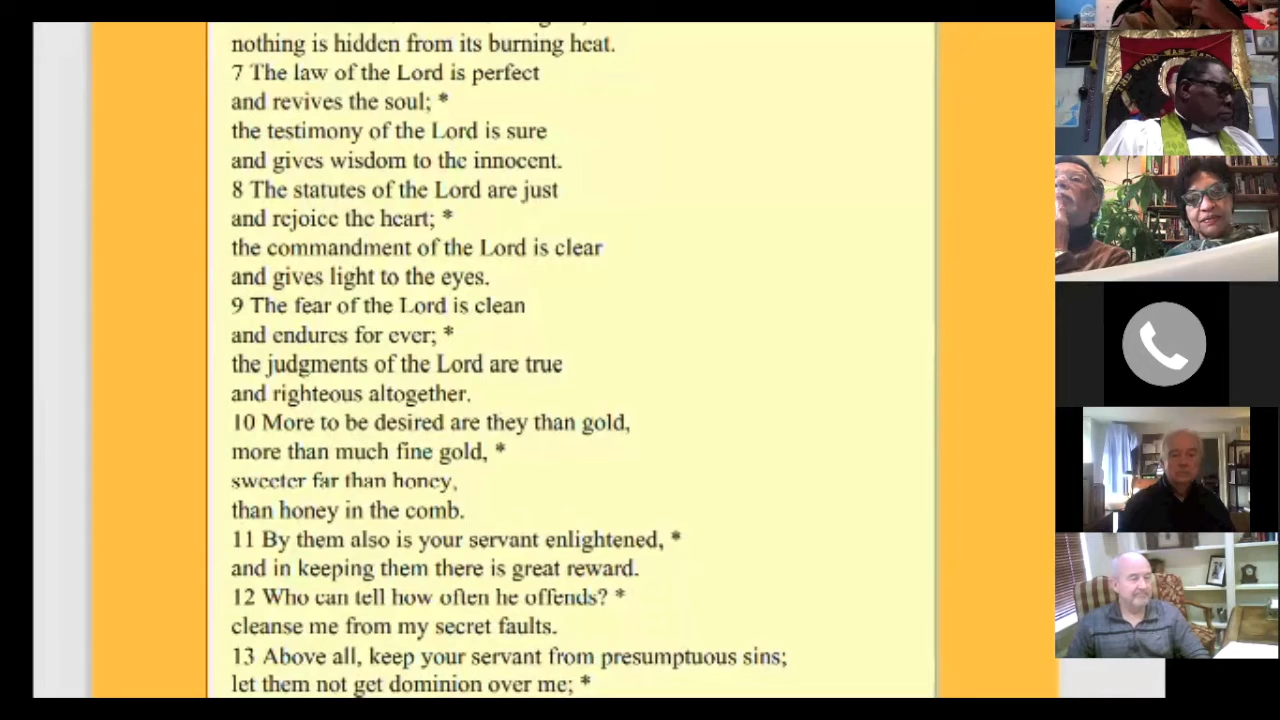 nothing is hidden from its burning heat.
7 The law of the Lord is perfect
and revives the soul; *
the testimony of the Lord is sure
and gives wisdom to the innocent.
8 The statutes of the Lord are just
and rejoice the heart; *
the commandment of the Lord is clear
and gives light to the eyes.
9 The fear of the Lord is clean
and endures for ever; *
the judgments of the Lord are true
and righteous altogether.
10 More to be desired are they than gold,
more than much fine gold, *
sweeter far than honey,
than honey in the comb.
11 By them also is your servant enlightened, *
and in keeping them there is great reward.
12 Who can tell how often he offends? *
cleanse me from my secret faults.
13 Above all, keep your servant from presumptuous sins;
let them not get dominion over me; *
THE WORD WAS